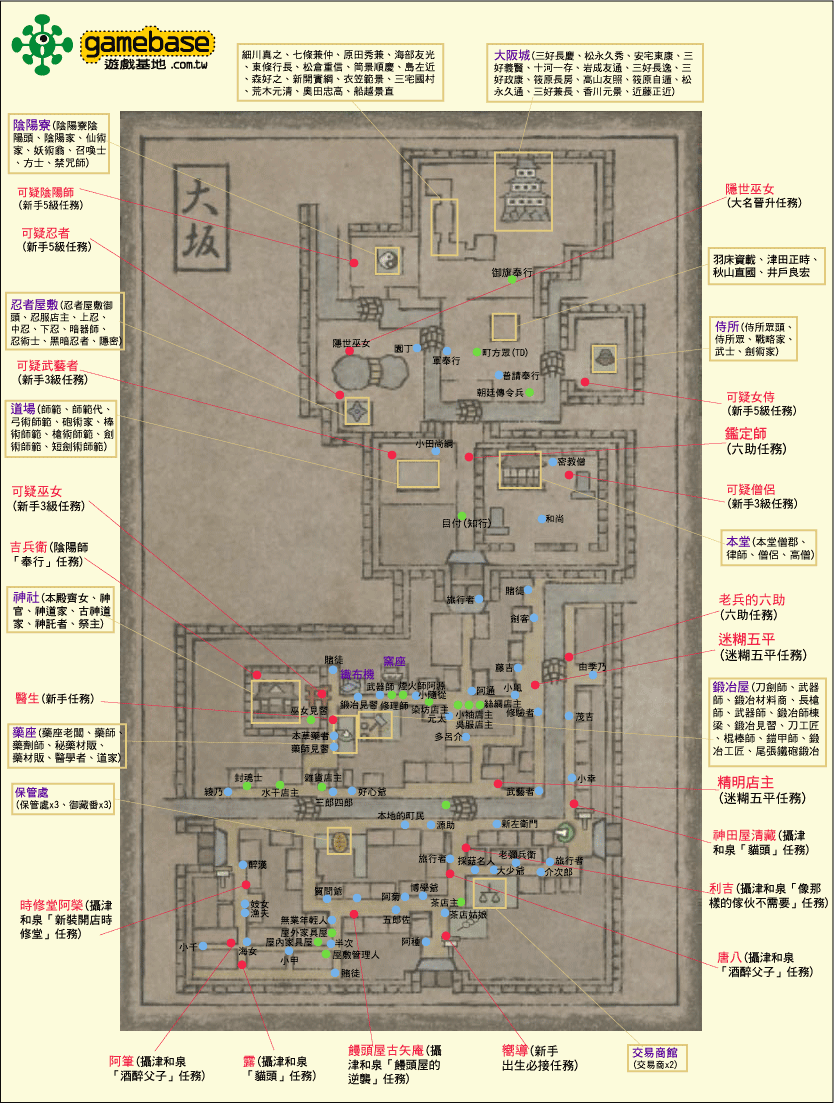 gamebase
遊戲基地 .com.tw
細川真之、七條兼仲、原田秀兼、海部友光
、東條行長、松倉重信、筒景順慶、島左近
、森好之、新開實綱、衣笠範景、三宅國村
、荒木元清、奧田忠高、船越景直
大阪城(三好長慶、松永久秀、安宅東康、三
好義賢、十河一存、岩成友通、三好長逸、三
好政康、篠原長房、高山友照、篠原自遁、松
永久通、三好兼長、香川元景、近藤正近)
陰陽寮(陰陽寮陰
陽頭、陰陽家、仙術
家、妖術翁、召喚士
、方士、禁咒師)
可疑陰陽師
(新手5級任務)
可疑忍者
(新手5級任務)
忍者屋敷(忍者屋敷御
頭、忍服店主、上忍、
中忍、下忍、暗器師、
忍術士、黑暗忍者、隱密)
可疑武藝者
(新手3級任務)
道場(師範、師範代、
弓術師範、砲術家、棒
術師範、槍術師範、劍
術師範、短劍術師範)
可疑巫女
(新手3級任務)
吉兵衛(陰陽師
「奉行」任務)
神社(本殿齋女、神
官、神道家、古神道
家、神託者、祭主)
醫生(新手任務)
藥座(藥座老闆、藥師、
藥劑師、秘藥材販、
藥材販、醫學者、道家)
保管處
(保管處x3、御藏番x3)
時修堂阿榮(攝津
和泉「新裝開店時
修堂」任務)
大坂
隱世巫女
(大名晉升任務)
羽床資載、津田正時、
秋山直國、井戶良宏
侍所(侍所眾頭、
侍所眾、戰略家、
武士、劍術家)
可疑女侍
(新手5級任務)
鑑定師
(六助任務)
可疑僧侶
(新手3級任務)
本堂(本堂僧郡、
律師、僧侶、高僧)
老兵的六助
(六助任務)
迷糊五平
(迷糊五平任務)
鍛冶屋(刀劍師、武器
師、鍛冶材料商、長槍
師、武器師、鍛冶師棟
梁、鍛冶見習、刀工匠
、棍棒師、鎧甲師、鍛
冶工匠、尾張鐵砲鍛冶
精明店主
(迷糊五平任務)
神田屋清藏(攝津
和泉「貓頭」任務)
利吉(攝津和泉「像那
樣的傢伙不需要」任務)
唐八(攝津和泉
「酒醉父子」任務)
御旗奉行
隱世巫女
園丁
軍奉行
町方眾(TD)
普請奉行
朝廷傳令兵
小田尚綱
密教僧
目付(知行)
和尚
旅行者
賭徒
劍客
藤吉
由季乃
賭徒
織布機
窯座
武器師
煙火師阿源
鍛冶見習
修理師
小隨從
阿通
小亀
染坊店主
絲綢店主
元太
小袖店主
吳服店主
修驗者
茂吉
巫女見習
本草藥者
藥師見習
多呂介
封魂士
雜貨店主
小幸
綾乃
水干店主
三郎四郎
好心爺
武藝者
本地的町民
源助
新左衛門
醉漢
旅行者
採菇名人
老彌兵衛
旅行者
大少爺
介次郎
質問爺
阿菊
博學爺
茶店主
妓女
漁夫
五郎佐
茶店姑娘
無業年輕人
屋外家具屋
屋內家具屋
半次
阿種
小千
海女
小甲
屋敷管理人
賭徒
阿筆(攝津和泉
「酒醉父子」任務)
露(攝津和泉
「貓頭」任務)
饅頭屋古矢庵(攝
津和泉「饅頭屋的
逆襲」任務)
嚮導(新手
出生必接任務)
交易商館
(交易商x2)